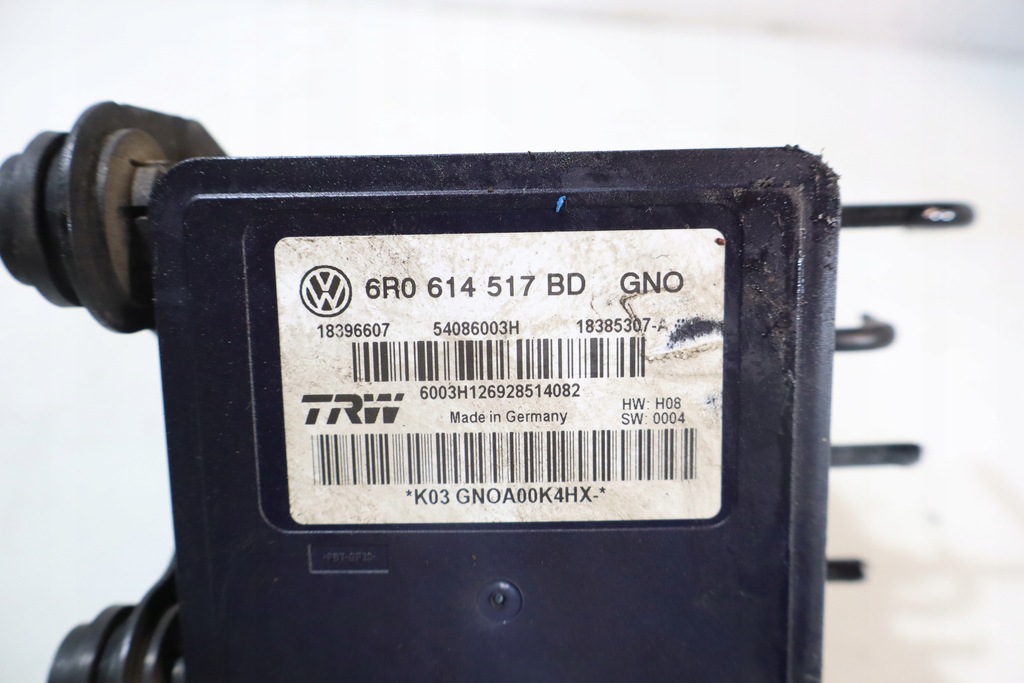 6R0 614 517 BD GNO
18396607 54086003H 18385307-A
6003H126928514082
TRW Made in Germany HW: H08
SW: 0004
*K03 GNOA00K4HX-*